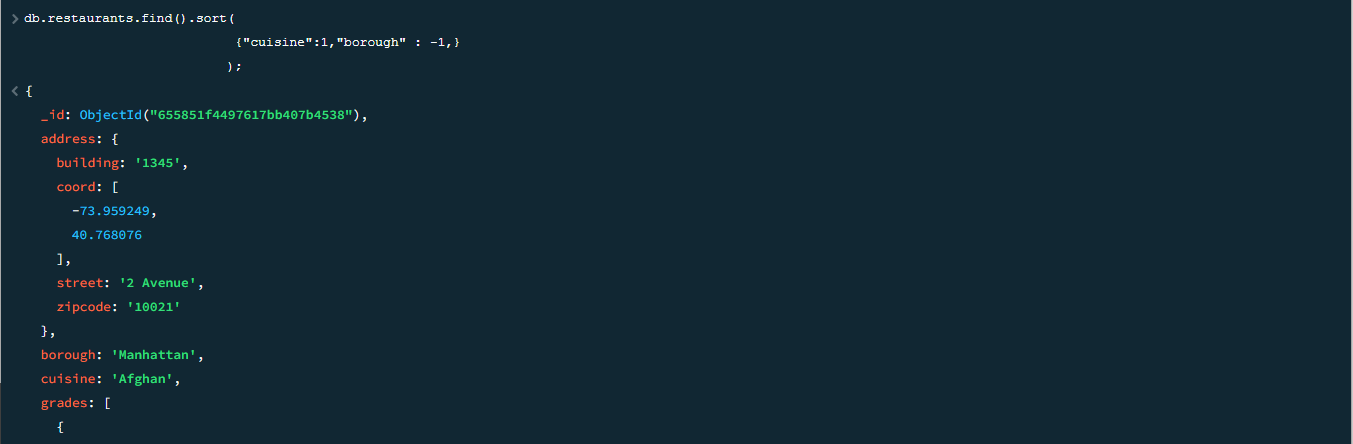 > db.restaurants.find().sort(
{"cuisine":1,"borough" : -1,}
);
< {
_id: ObjectId("655851f4497617bb407b4538"),
address: {
building: '1345',
coord: [
-73.959249,
40.768076
],
street: '2 Avenue',
zipcode: '10021'
},
borough: 'Manhattan',
cuisine: 'Afghan',
grades: [
{